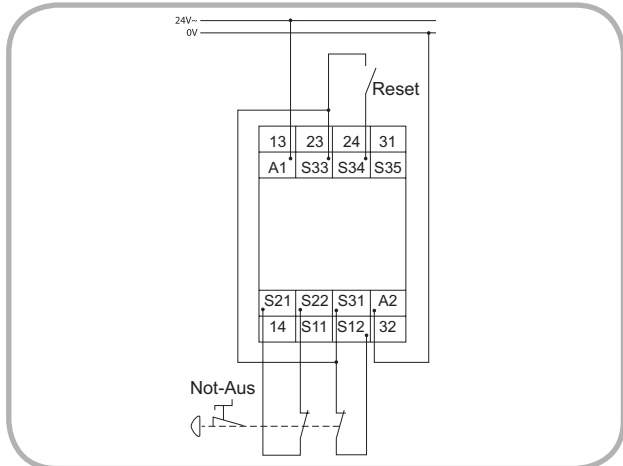 24V~
0V
Reset
13 23 24 31
A1 S33 S34 S35
S21 S22 S31 A2
14 S11 S12 32
Not-Aus